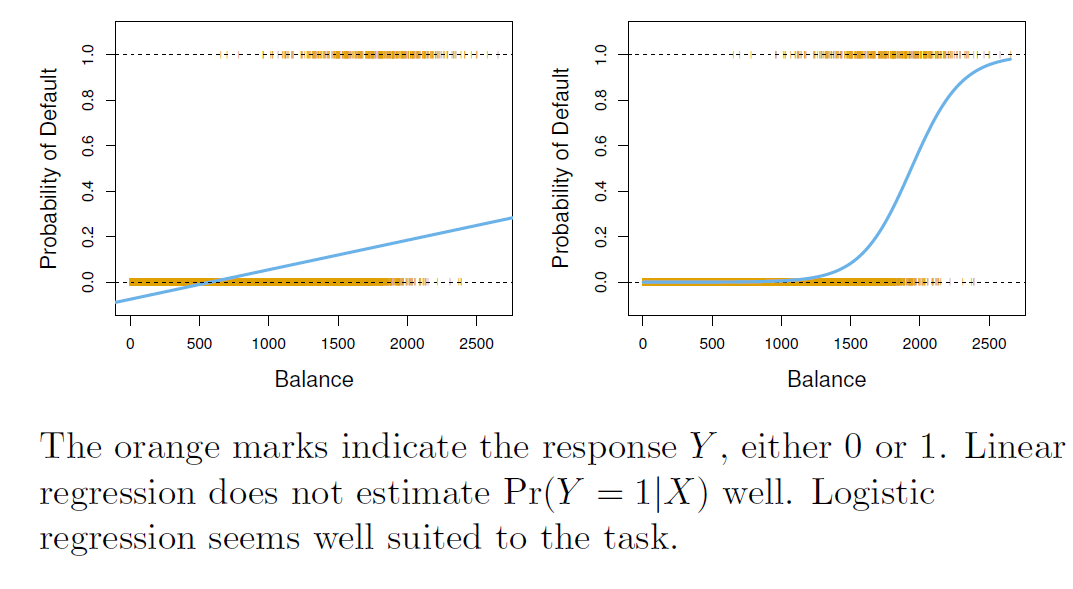 Probability of Default
0.0 0.2 0.4 0.6 0.8 1.0
0 500 1000 1500 2000 2500
Balance
Probability of Default
0.0 0.2 0.4 0.6 0.8 1.0
0 500 1000 1500 2000 2500
Balance
The orange marks indicate the response Y, either 0 or 1. Linear
regression does not estimate Pr(Y = 1|X) well. Logistic
regression seems well suited to the task.